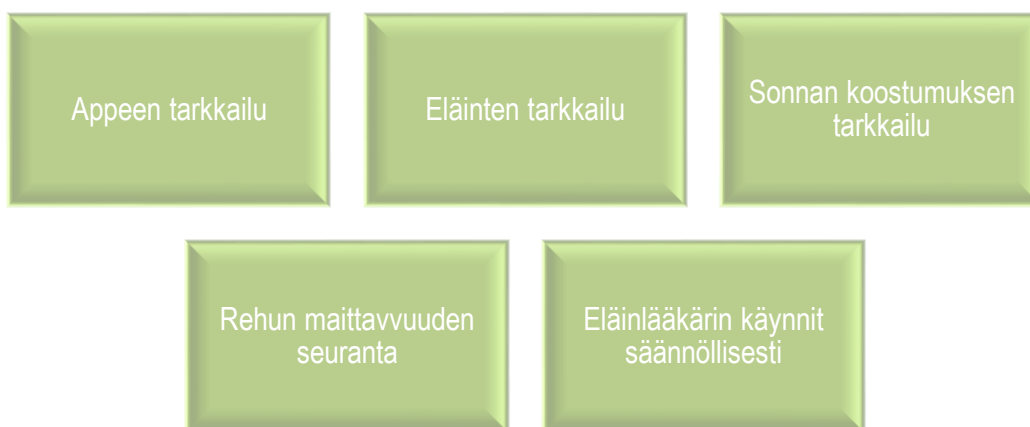 Appeen tarkkailu
Eläinten tarkkailu
Sonnan koostumuksen
tarkkailu
Rehun maittavvuuden
seuranta
Eläinlääkärin käynnit
säännöllisesti